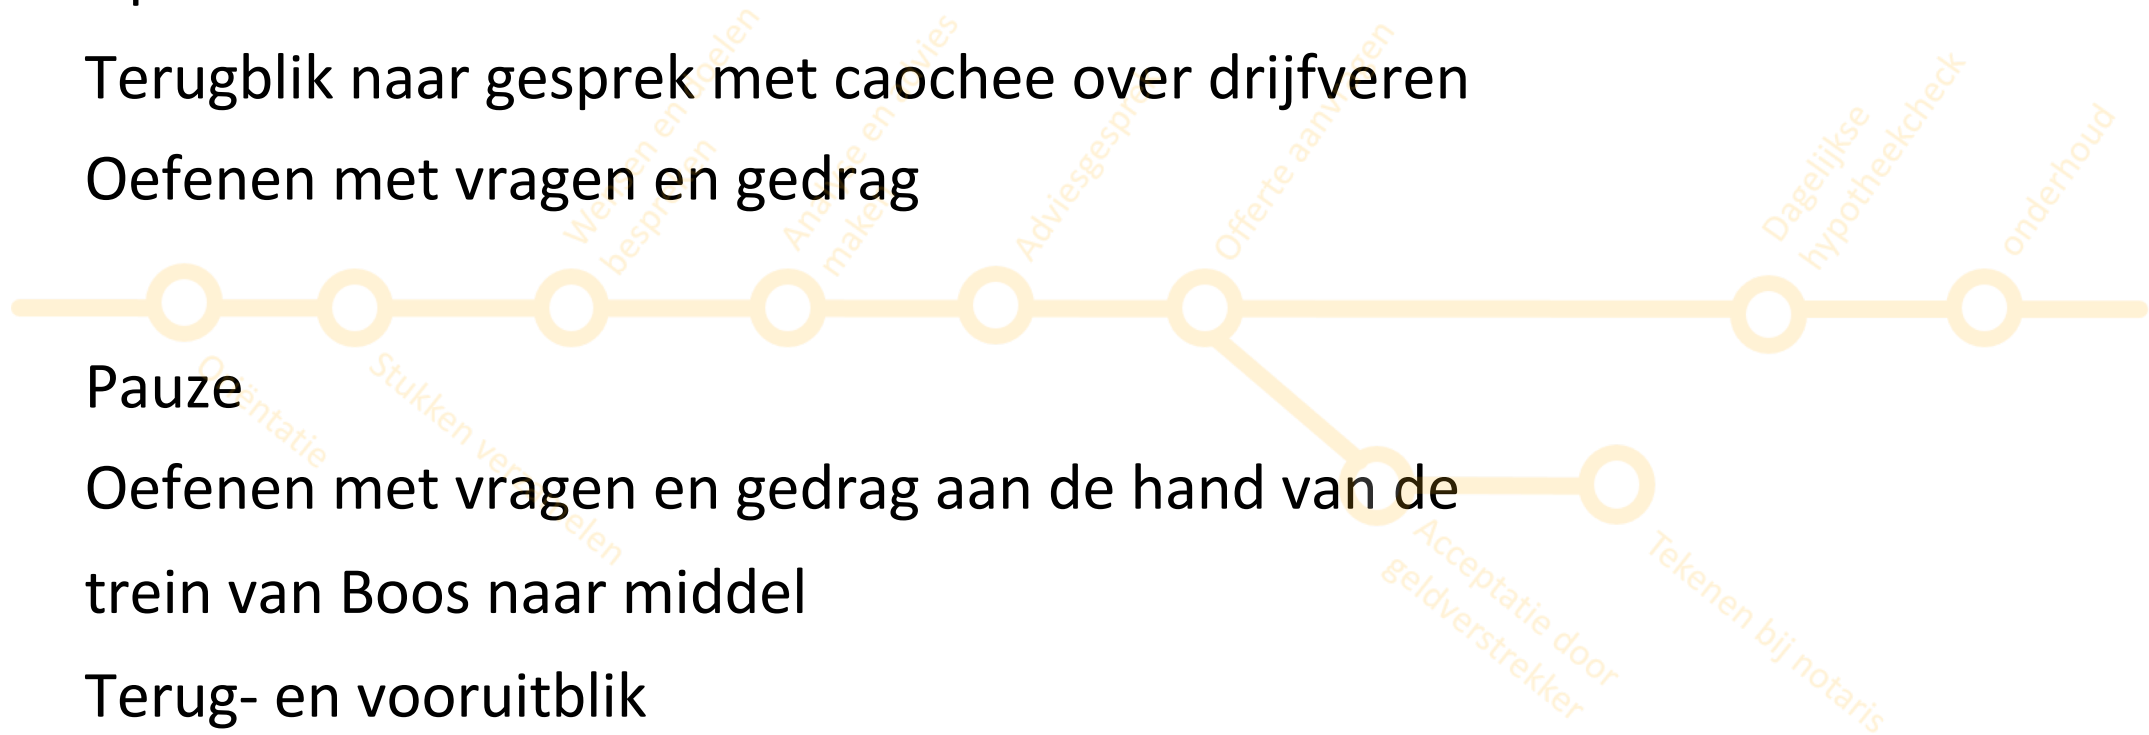 Terugblik naar gesprek met caochee over drijfveren
Oefenen met vragen en gedrag
Wensen en doelen
bespreken
Analyse en advies
maken
Adviesgesprek
Offerte aanvragen
Dagelijkse
hypotheekcheck
onderhoud
Oriëntatie
Stukken verzamelen
Pauze
Oefenen met vragen en gedrag aan de hand van de
trein van Boos naar middel
Acceptatie door
geldverstrekker
Tekenen bij notaris
Terug- en vooruitblik